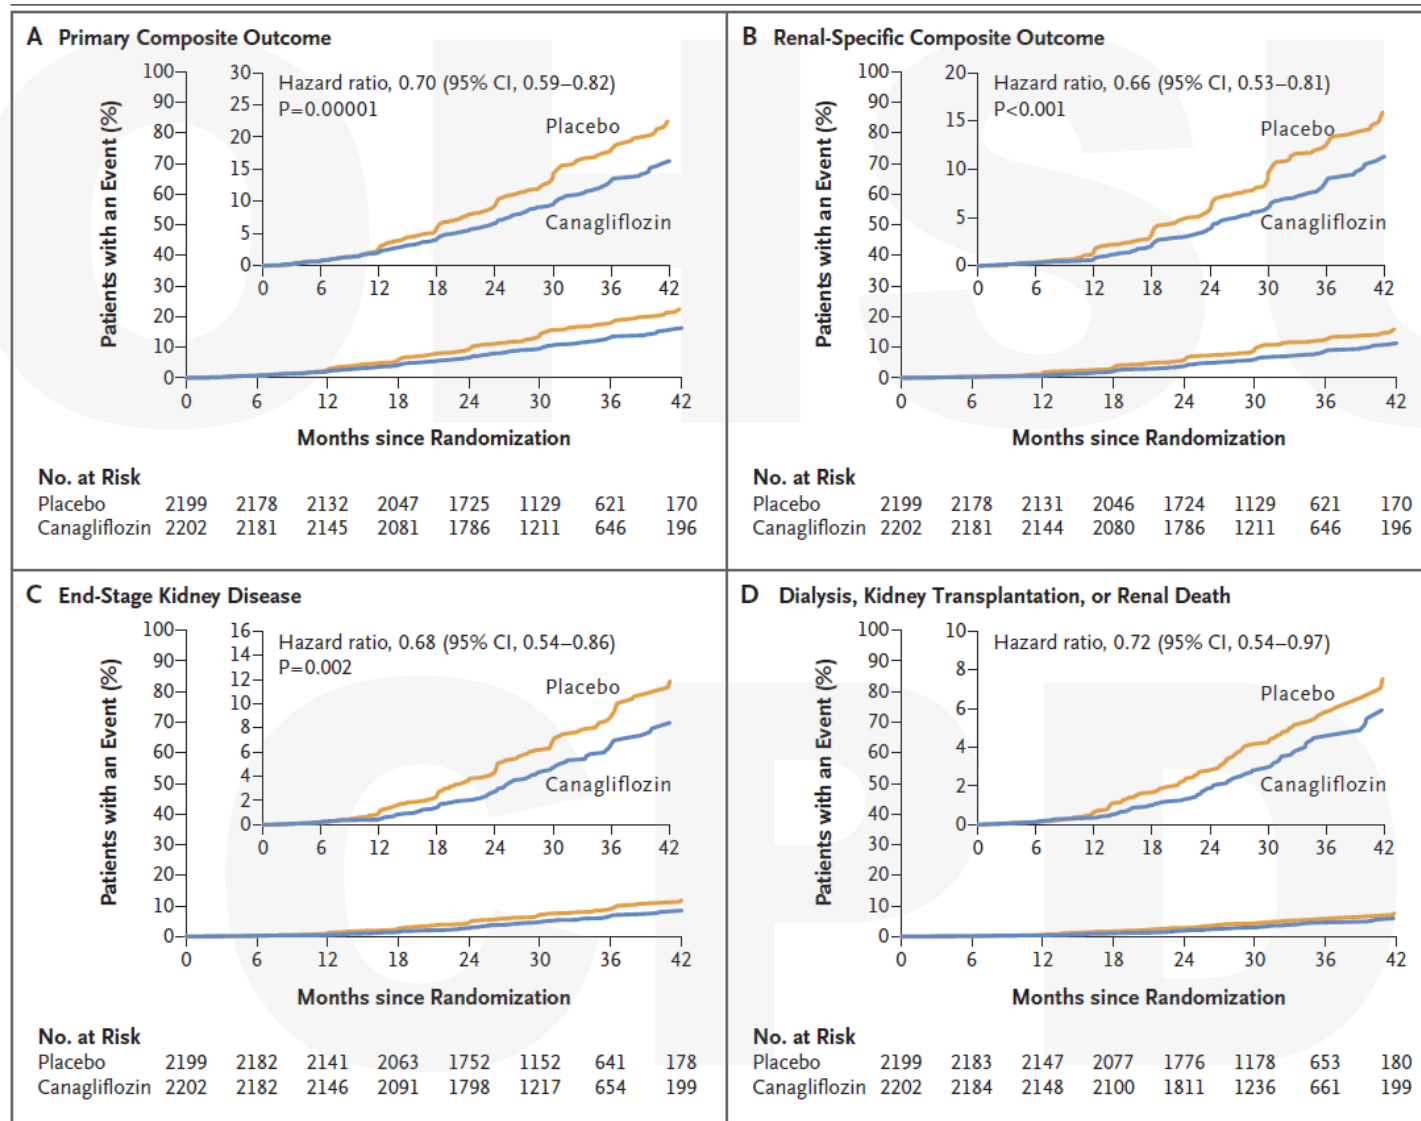 A Primary Composite Outcome
Patients with an Event (%)
100
90
80
70
60
50
40
30
20
10
0
30
25
20
15
10
5
0
Hazard ratio, 0.70 (95% CI, 0.59–0.82)
P=0.00001
Placebo
Canagliflozin
0 6 12 18 24 30 36 42
0 6 12 18 24 30 36 42
Months since Randomization
No. at Risk
Placebo 2199 2178 2132 2047 1725 1129 621 170
Canagliflozin 2202 2181 2145 2081 1786 1211 646 196
B Renal-Specific Composite Outcome
Patients with an Event (%)
100
90
80
70
60
50
40
30
20
10
0
20
15
10
5
0
Hazard ratio, 0.66 (95% CI, 0.53–0.81)
P<0.001
Placebo
Canagliflozin
0 6 12 18 24 30 36 42
0 6 12 18 24 30 36 42
Months since Randomization
No. at Risk
Placebo 2199 2178 2131 2046 1724 1129 621 170
Canagliflozin 2202 2181 2144 2080 1786 1211 646 196
C End-Stage Kidney Disease
Patients with an Event (%)
100
90
80
70
60
50
40
30
20
10
0
16
14
12
10
8
6
4
2
0
Hazard ratio, 0.68 (95% CI, 0.54–0.86)
P=0.002
Placebo
Canagliflozin
0 6 12 18 24 30 36 42
0 6 12 18 24 30 36 42
Months since Randomization
No. at Risk
Placebo 2199 2182 2141 2063 1752 1152 641 178
Canagliflozin 2202 2182 2146 2091 1798 1217 654 199
D Dialysis, Kidney Transplantation, or Renal Death
Patients with an Event (%)
100
90
80
70
60
50
40
30
20
10
0
10
8
6
4
2
0
Hazard ratio, 0.72 (95% CI, 0.54–0.97)
Placebo
Canagliflozin
0 6 12 18 24 30 36 42
0 6 12 18 24 30 36 42
Months since Randomization
No. at Risk
Placebo 2199 2183 2147 2077 1776 1178 653 180
Canagliflozin 2202 2184 2148 2100 1811 1236 661 199
OHSU
CPD